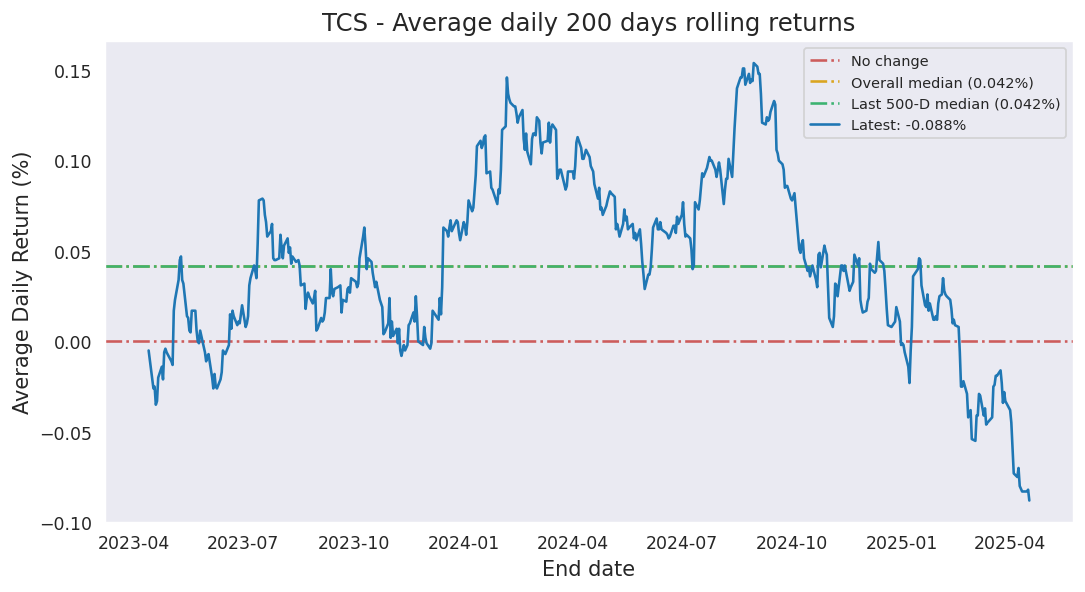 TCS - Average daily 200 days rolling returns
No change
Overall median (0.042%)
Last 500-D median (0.042%)
Latest: -0.088%
Average Daily Return (%)
0.15
0.10
0.05
0.00
−0.05
−0.10
2023-04 2023-07 2023-10 2024-01 2024-04 2024-07 2024-10 2025-01 2025-04
End date